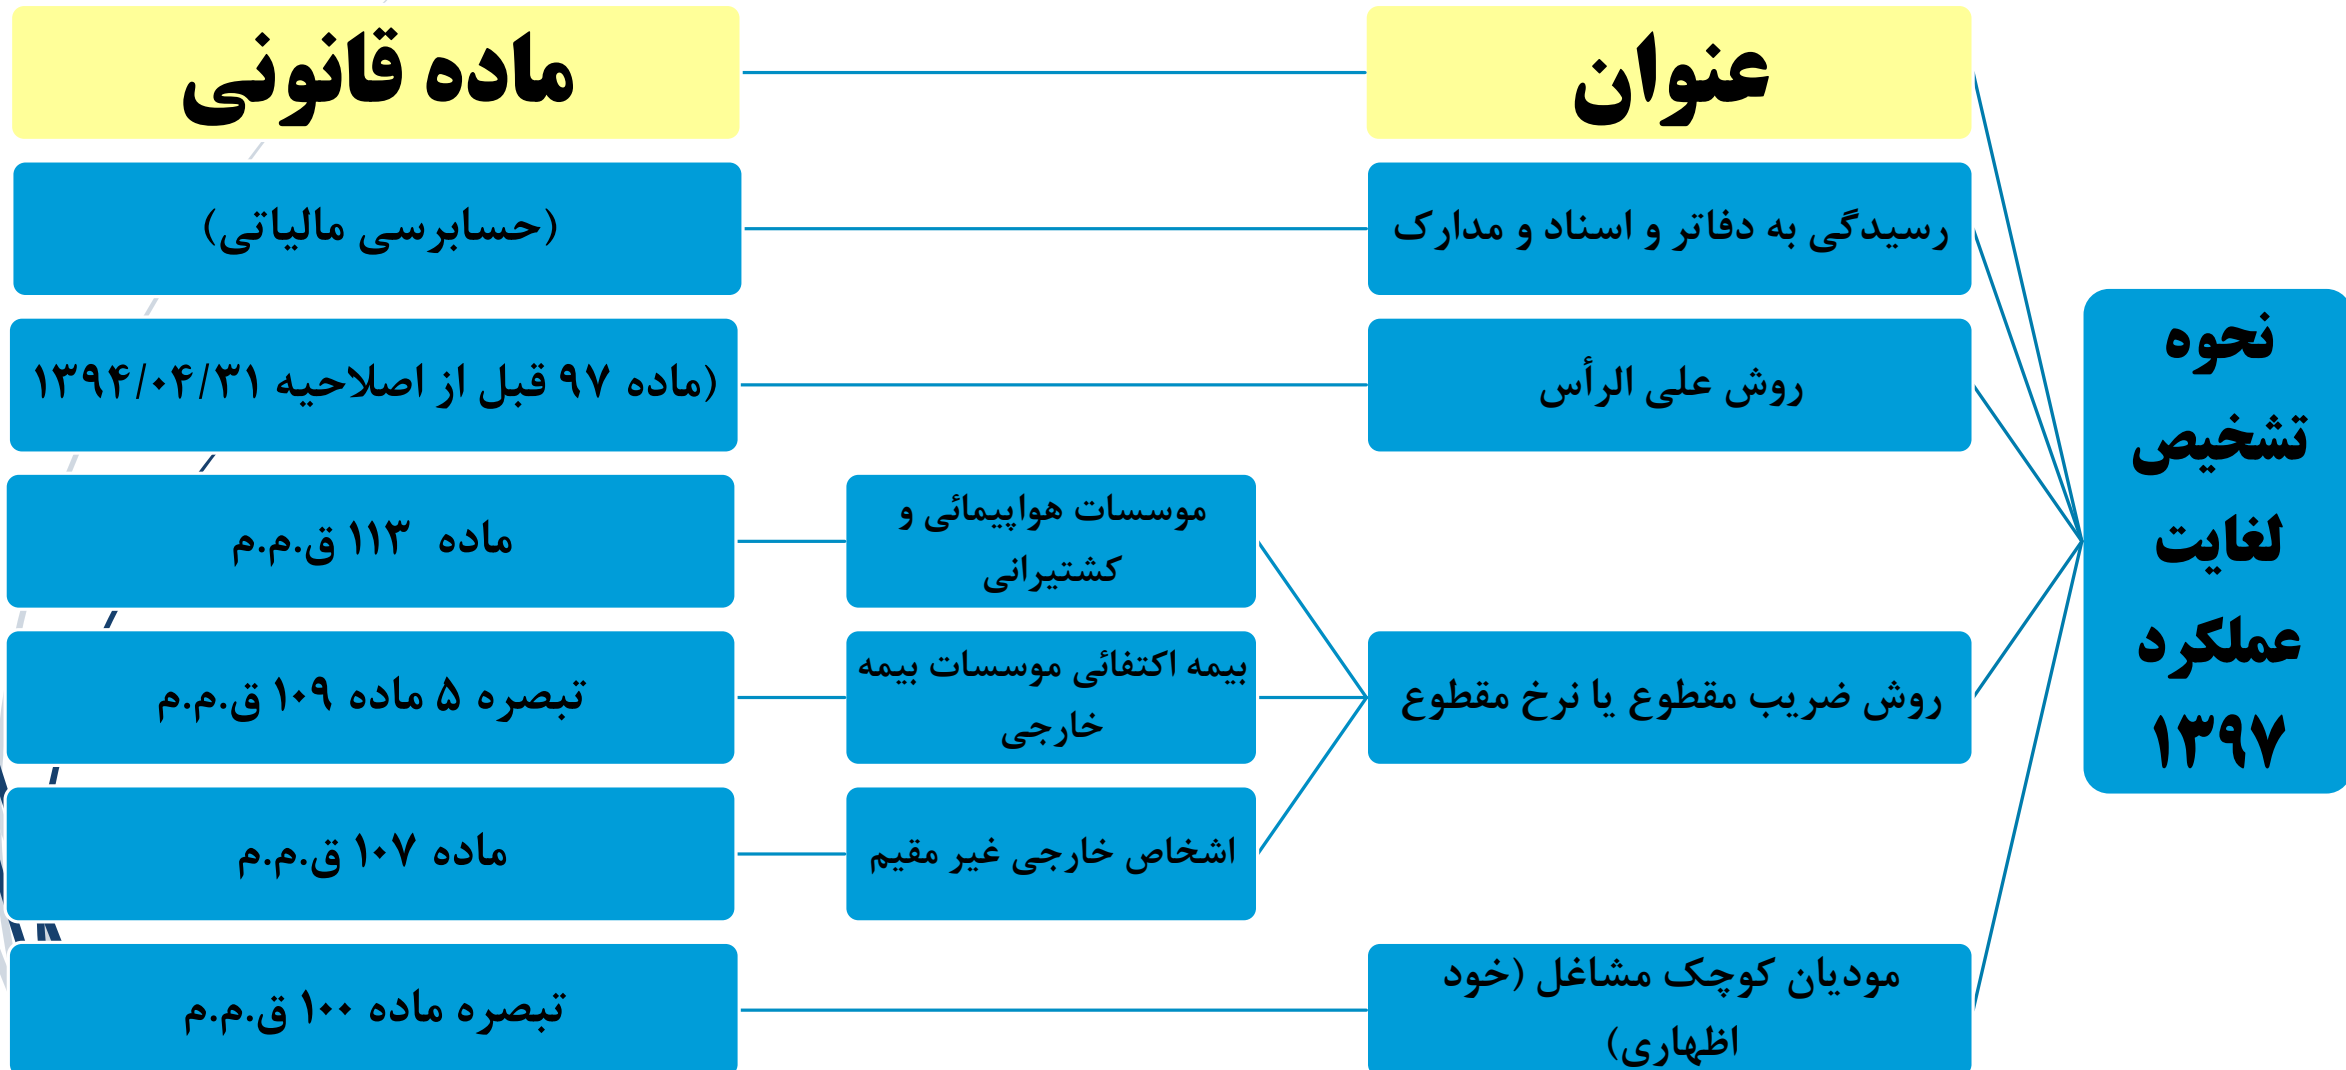 عنوان
ماده قانونی
رسیدگی به دفاتر و اسناد و مدارک
(حسابرسی مالیاتی)
روش علی الرأس
(ماده ۹۷ قبل از اصلاحیه ۱۳۹۴/۰۴/۳۱
نحوه
تشخیص
لغایت
عملکرد
۱۳۹۷
موسسات هواپیمائی و
کشتیرانی
ماده ۱۱۳ ق.م.م
روش ضریب مقطوع یا نرخ مقطوع
بیمه اکتفائی موسسات بیمه
خارجی
تبصره ۵ ماده ۱۰۹ ق.م.م
اشخاص خارجی غیر مقیم
ماده ۱۰۷ ق.م.م
مودیان کوچک مشاغل (خود
اظهاری)
تبصره ماده ۱۰۰ ق.م.م